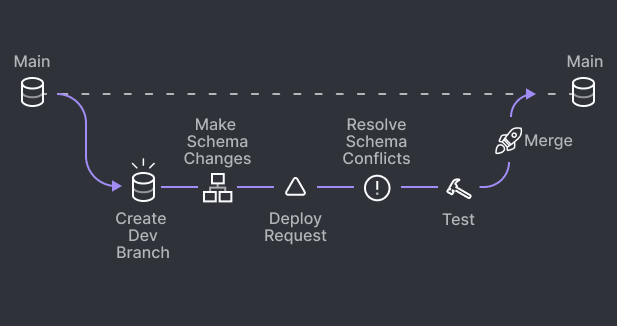 Main
Main
Make
Schema
Changes
Resolve
Schema
Conflicts
Merge
Create
Dev
Branch
Deploy
Request
Test